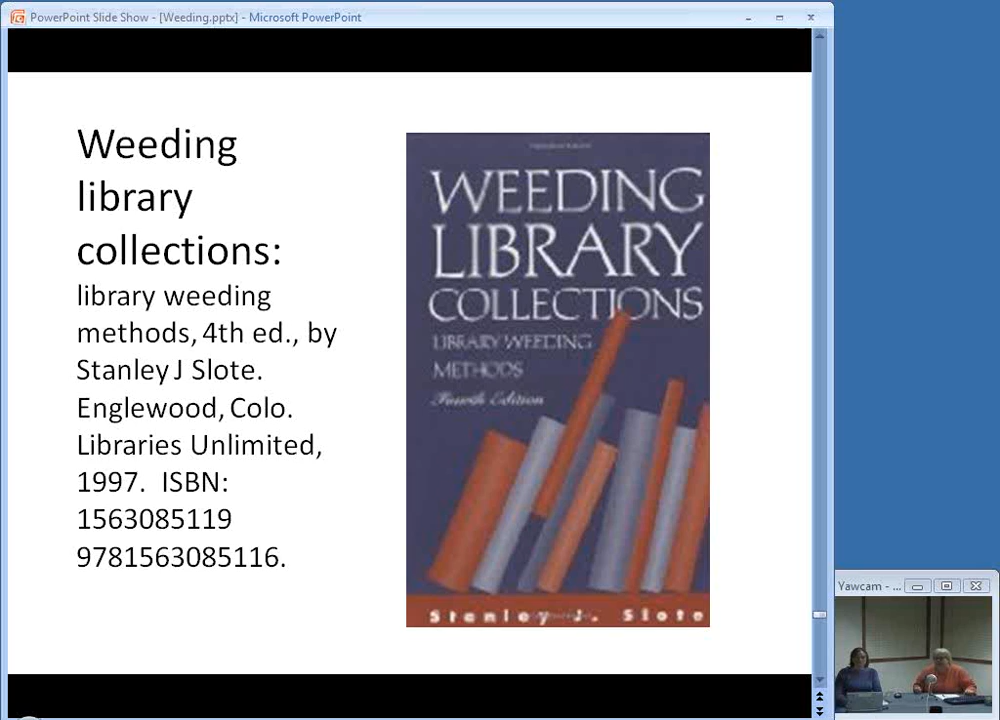 PowerPoint Slide Show - [Weeding.pptx] - Microsoft PowerPoint
Weeding
library
collections:
library weeding
methods, 4th ed., by
Stanley J Slote.
Englewood, Colo.
Libraries Unlimited,
1997.  ISBN:
1563085119
9781563085116.
WEEDING
LIBRARY
COLLECTIONS
LIBRARY WEEDING
METHODS
Fourth Edition
Stanley J. Slote
Yawcam - ...